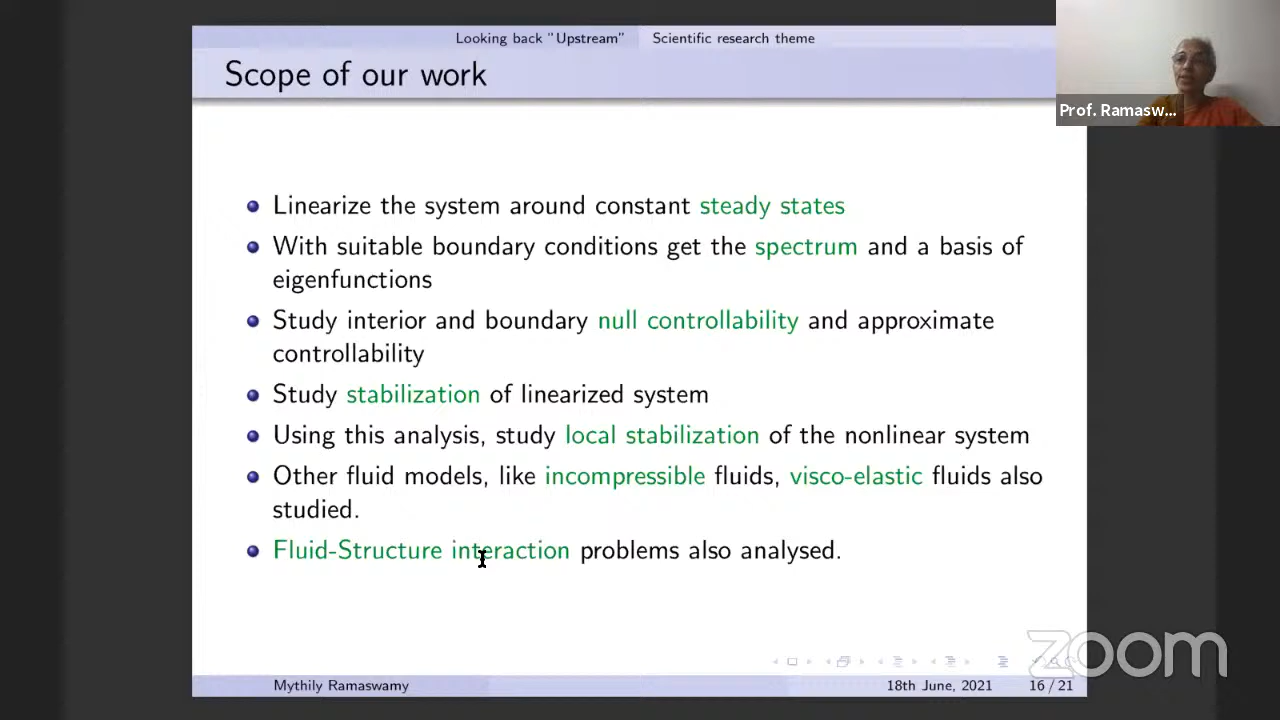 Looking back "Upstream" Scientific research theme
Scope of our work
Prof. Ramasw...
Linearize the system around constant steady states
With suitable boundary conditions get the spectrum and a basis of
eigenfunctions
Study interior and boundary null controllability and approximate
controllability
Study stabilization of linearized system
Using this analysis, study local stabilization of the nonlinear system
Other fluid models, like incompressible fluids, visco-elastic fluids also
studied.
Fluid-Structure interaction problems also analysed.
zoom
Mythily Ramaswamy 18th June, 2021 16 / 21